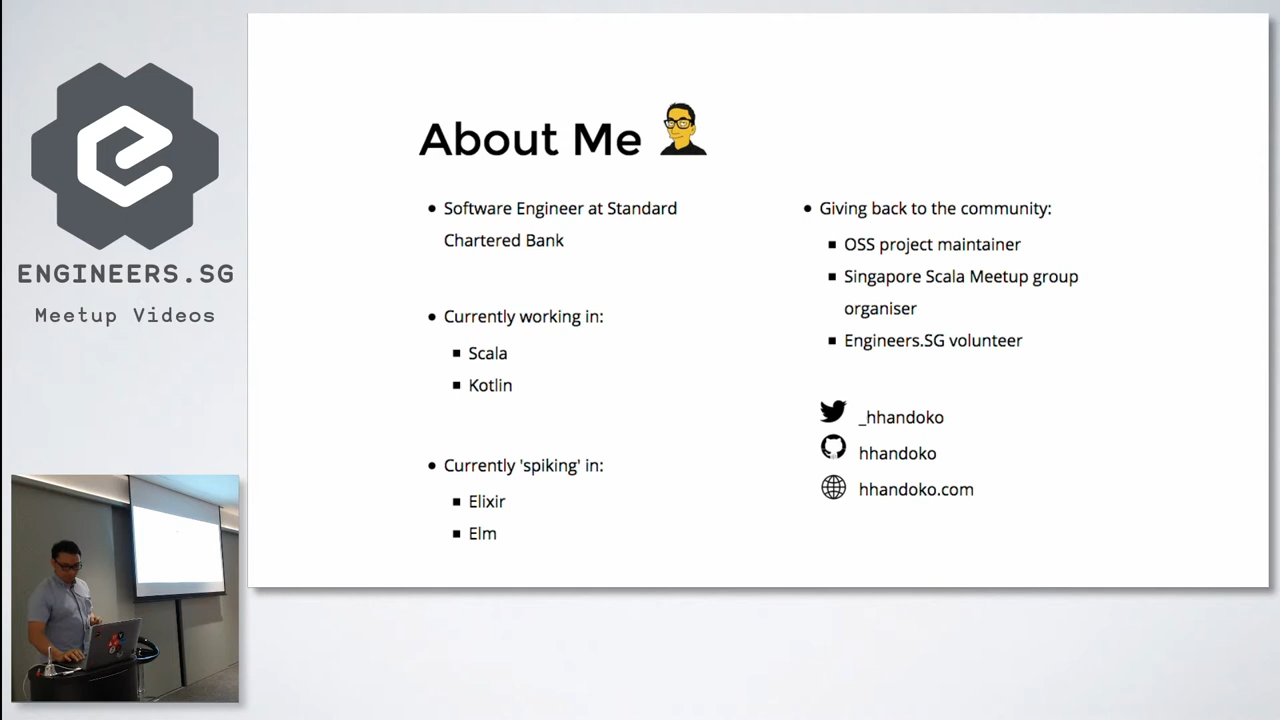 ENGINEERS.SG
Meetup Videos
About Me
Software Engineer at Standard
Chartered Bank
Currently working in:
Scala
Kotlin
Currently 'spiking' in:
Elixir
Elm
Giving back to the community:
OSS project maintainer
Singapore Scala Meetup group
organiser
Engineers.SG volunteer
_hhandoko
hhandoko
hhandoko.com